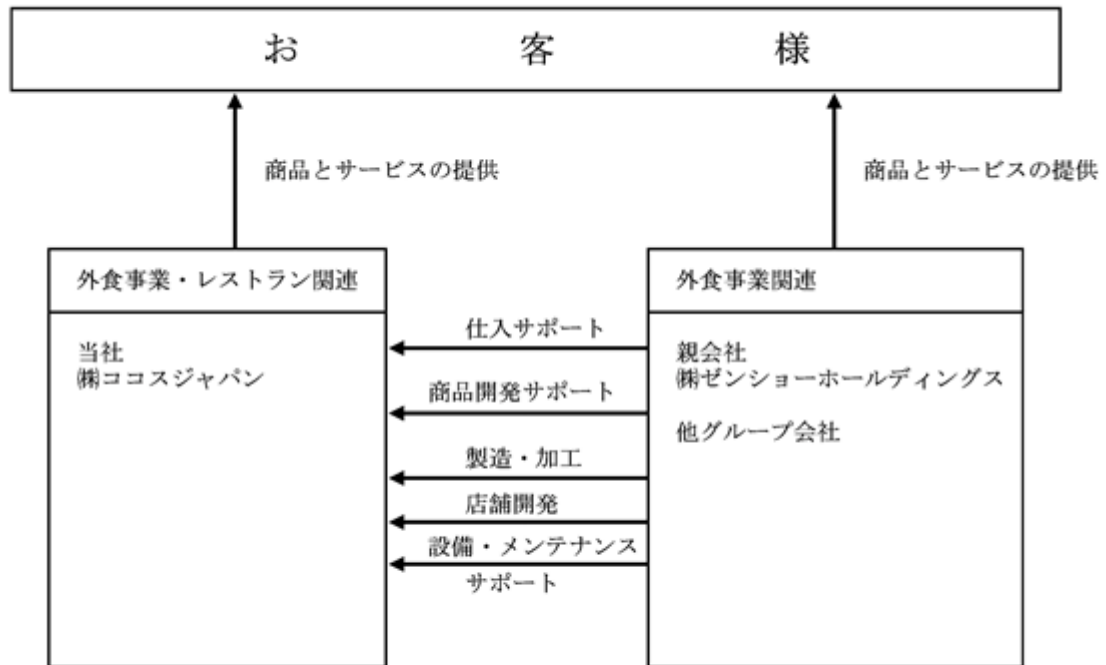 お客様
商品とサービスの提供
商品とサービスの提供
外食事業・レストラン関連
当社
㈱ココスジャパン
仕入サポート
商品開発サポート
製造・加工
店舗開発
設備・メンテナンス
サポート
外食事業関連
親会社
㈱ゼンショーホールディングス
他グループ会社